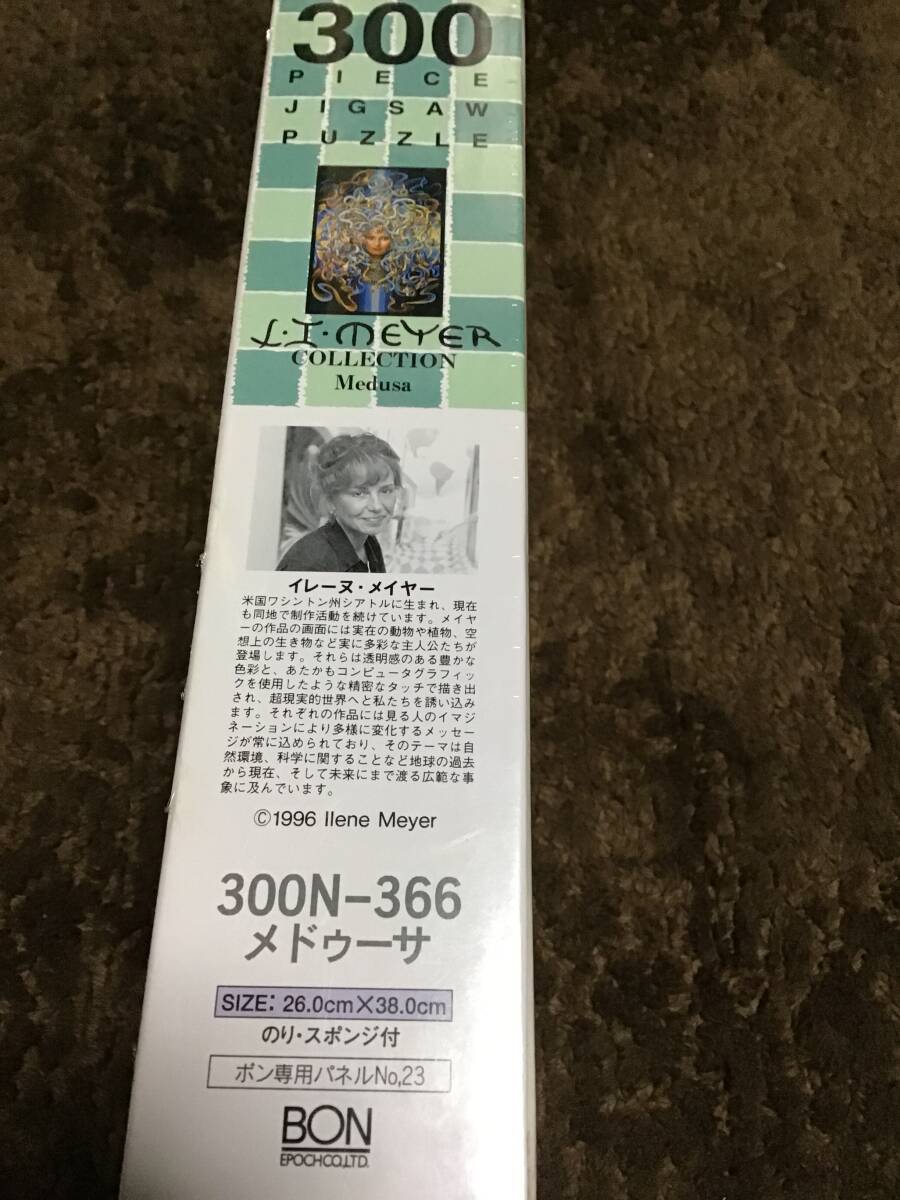 300
PIECE
JIGSAW
PUZZLE
L·I·MEYER
COLLECTION
Medusa
イレーヌ・メイヤー
米国ワシントン州シアトルに生まれ、現在
も同地で制作活動を続けています。メイヤ
ーの作品の画面には実在の動物や植物、空
想上の生き物など実に多彩な主人公たちが
登場します。それらは透明感のある豊かな
色彩と、あたかもコンピュータグラフィッ
クを使用したような精密なタッチで描き出
され、超現実的世界へと私たちを誘い込み
ます。それぞれの作品には見る人のイマジ
ネーションにより多様に変化するメッセー
ジが常に込められており、そのテーマは自
然環境、科学に関することなど地球の過去
から現在、そして未来にまで渡る広範な事
象に及んでいます。
©1996 Ilene Meyer
300N-366
メドゥーサ
SIZE: 26.0cm×38.0cm
のり・スポンジ付
ボン専用パネルNo,23
BON
EPOCH CO.,LTD.